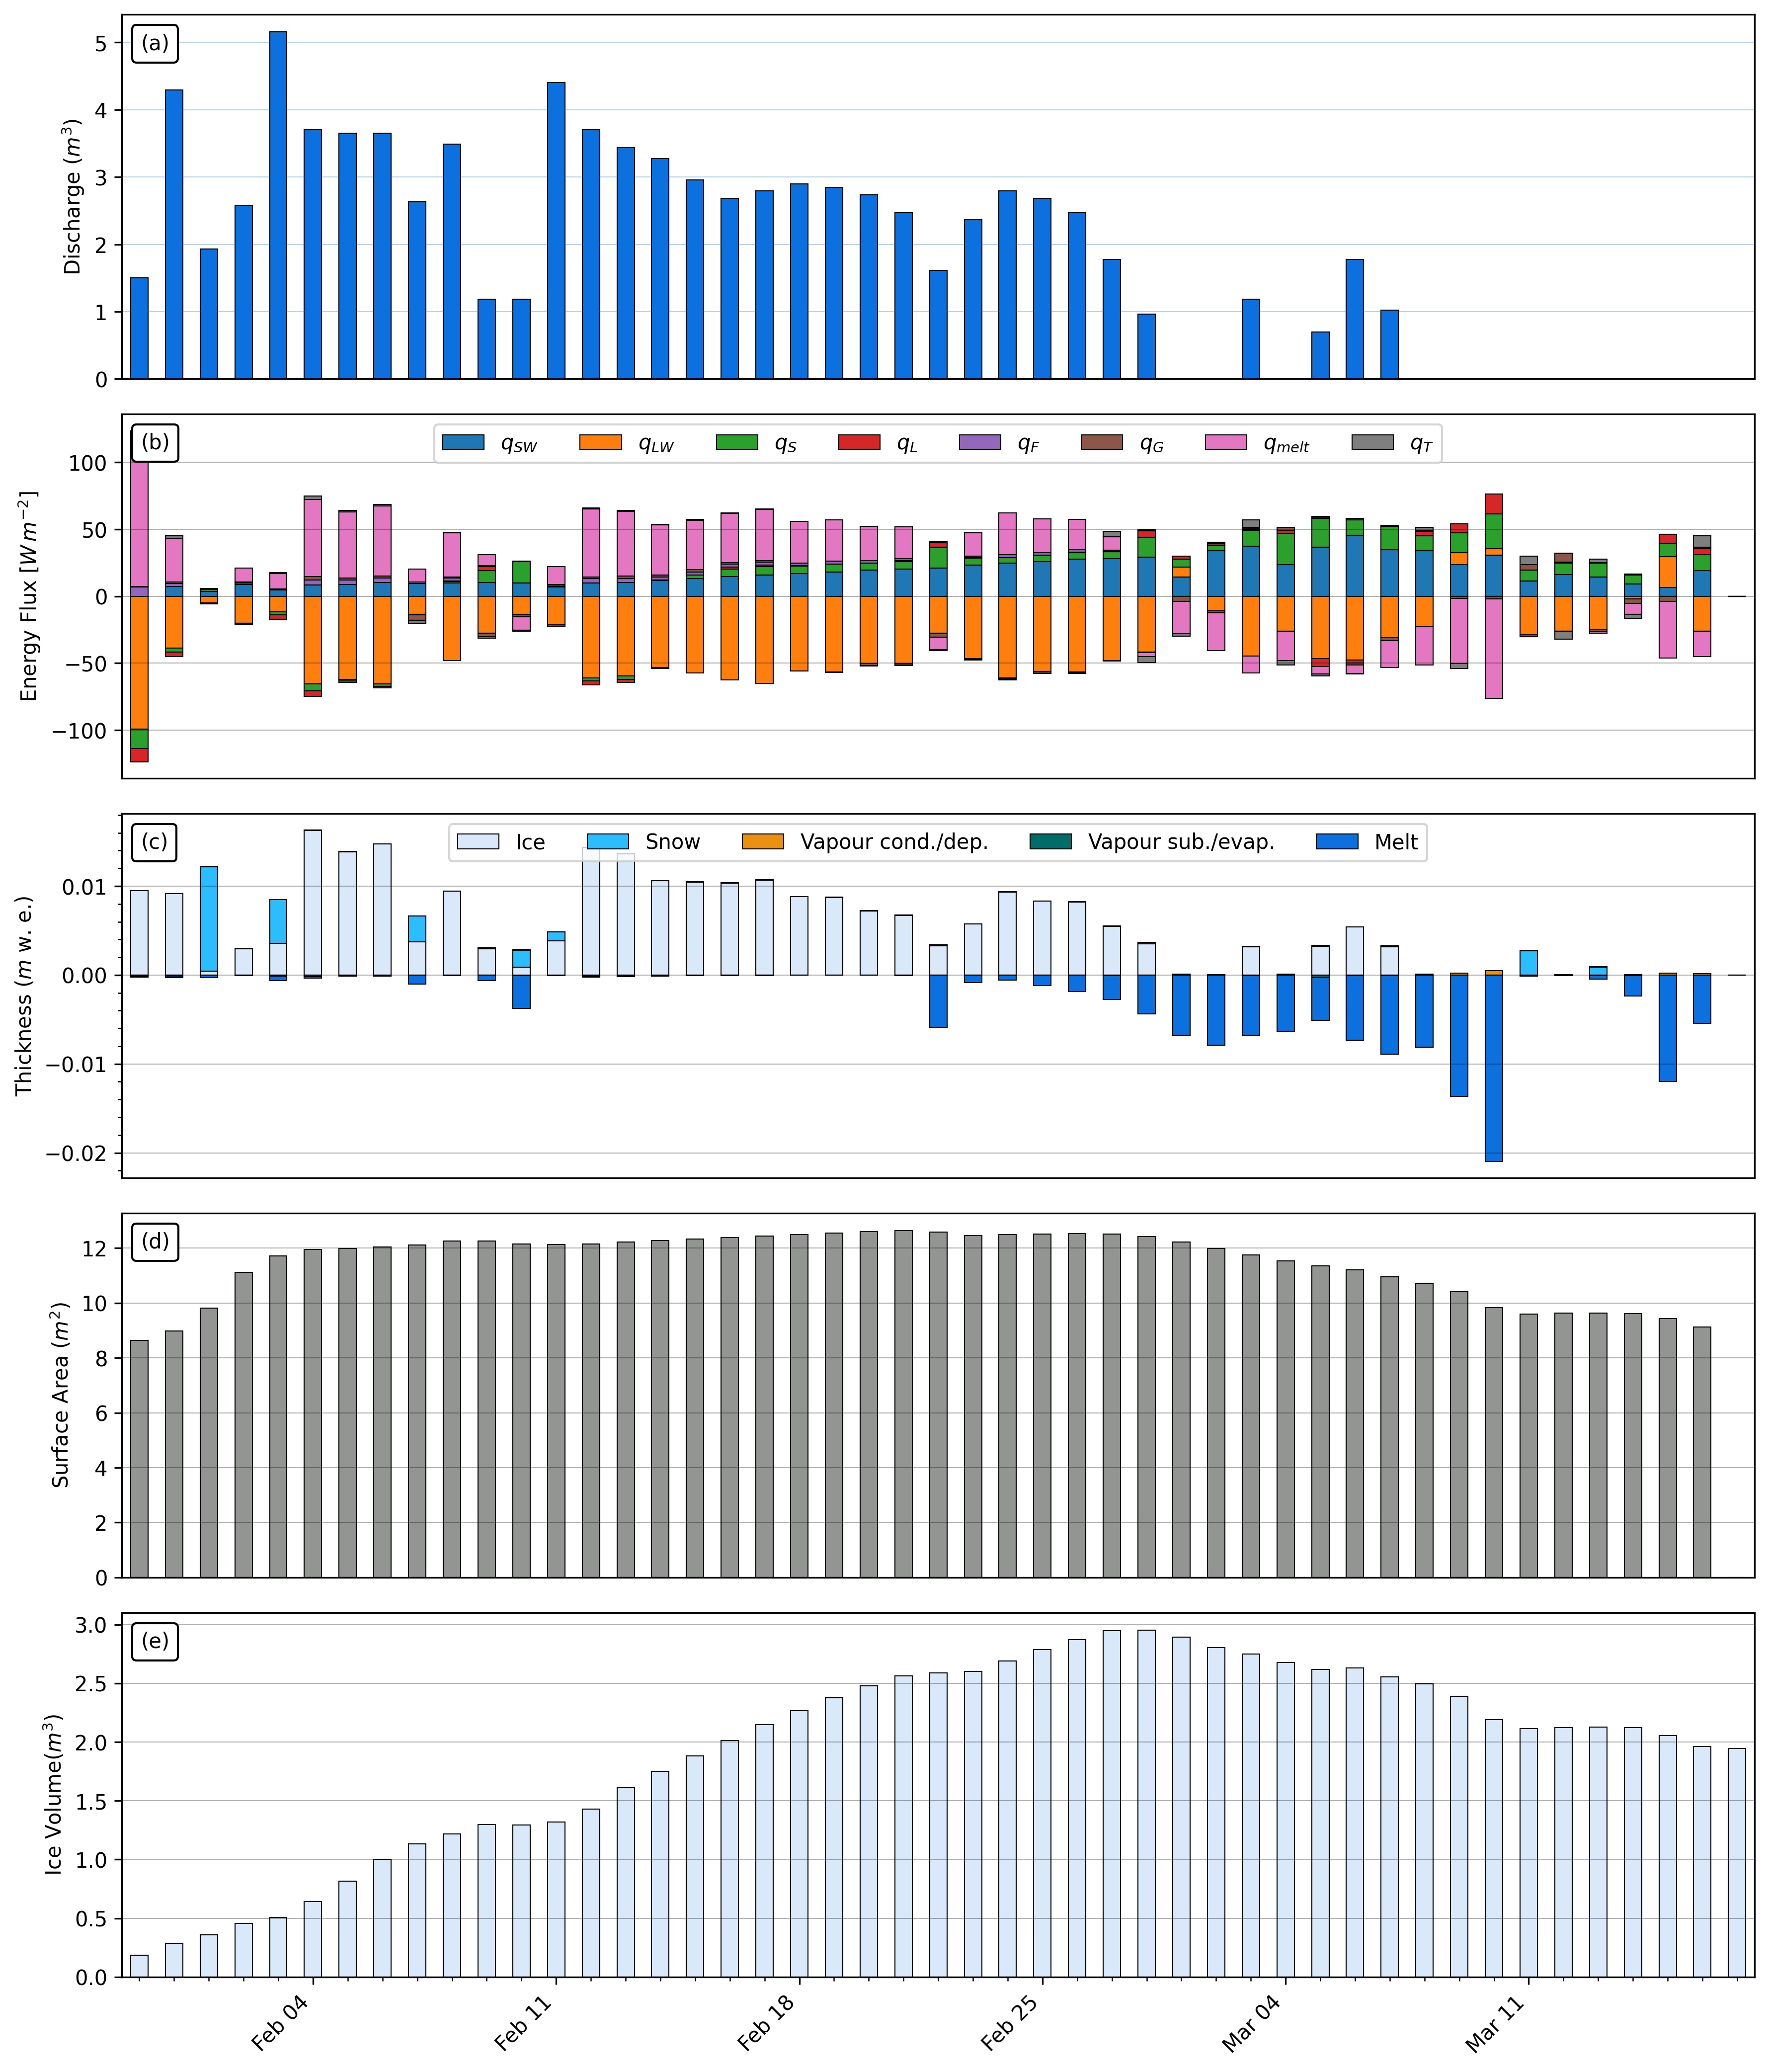 (a)
Discharge (m³)
5
4
3
2
1
0
(b)
q_SW q_LW q_S q_L q_F q_G q_melt q_T
Energy Flux [W m⁻²]
100
50
0
−50
−100
(c)
Ice Snow Vapour cond./dep. Vapour sub./evap. Melt
Thickness (m w. e.)
0.01
0.00
−0.01
−0.02
(d)
Surface Area (m²)
12
10
8
6
4
2
0
(e)
Ice Volume(m³)
3.0
2.5
2.0
1.5
1.0
0.5
0.0
Feb 04 Feb 11 Feb 18 Feb 25 Mar 04 Mar 11